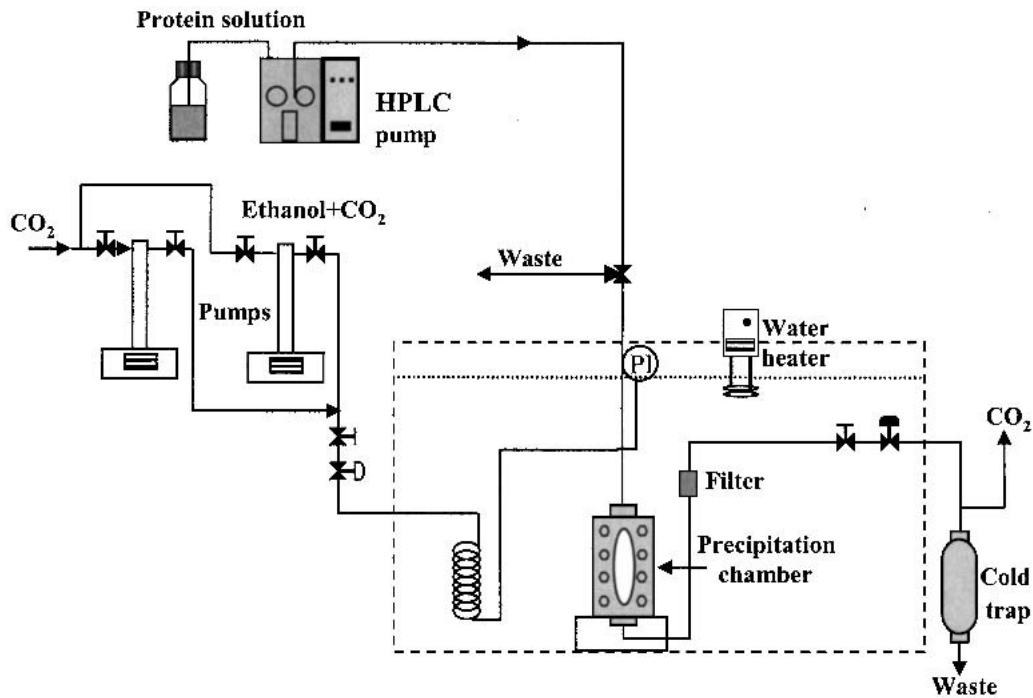 Protein solution
HPLC
pump
Ethanol+CO₂
CO₂
Waste
Pumps
Water
heater
PI
CO₂
Filter
Precipitation
chamber
Cold
trap
Waste